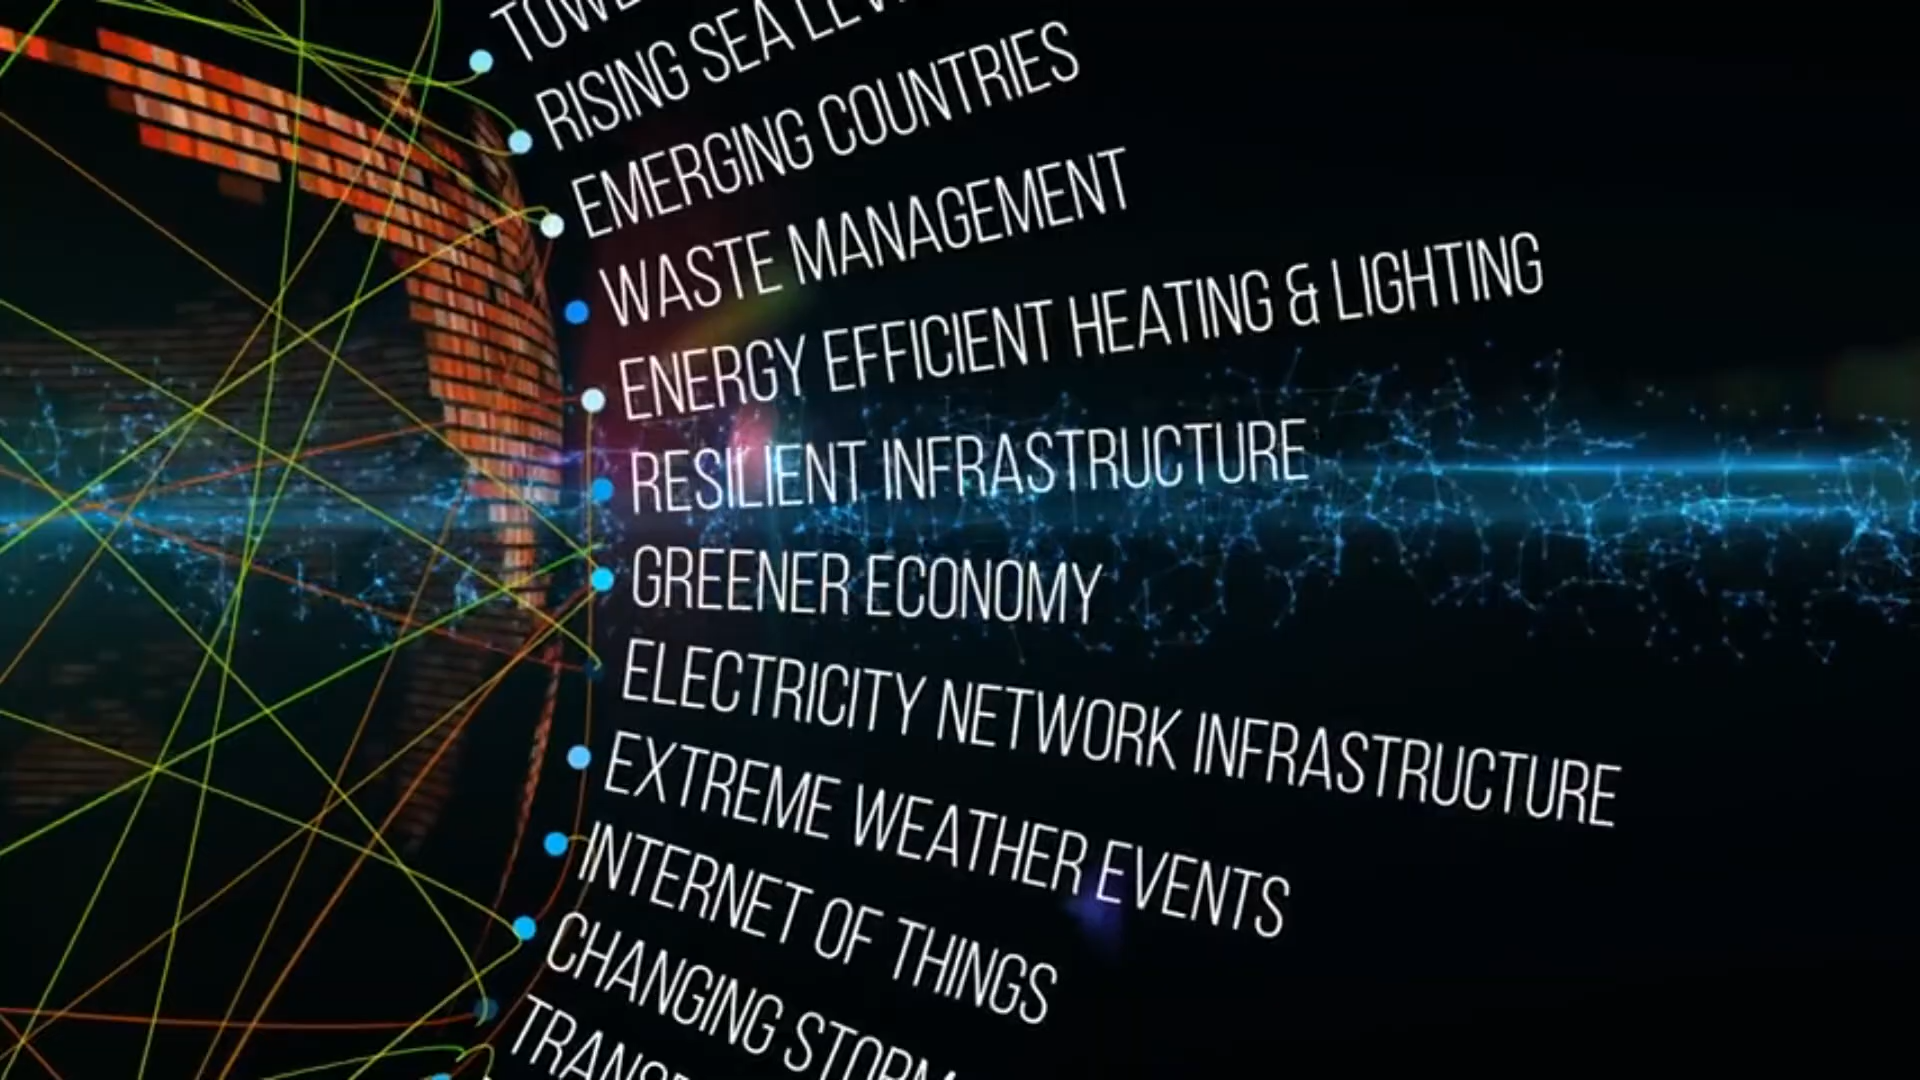 RISING SEA
EMERGING COUNTRIES
WASTE MANAGEMENT
ENERGY EFFICIENT HEATING & LIGHTING
RESILIENT INFRASTRUCTURE
GREENER ECONOMY
ELECTRICITY NETWORK INFRASTRUCTURE
EXTREME WEATHER EVENTS
INTERNET OF THINGS
CHANGING